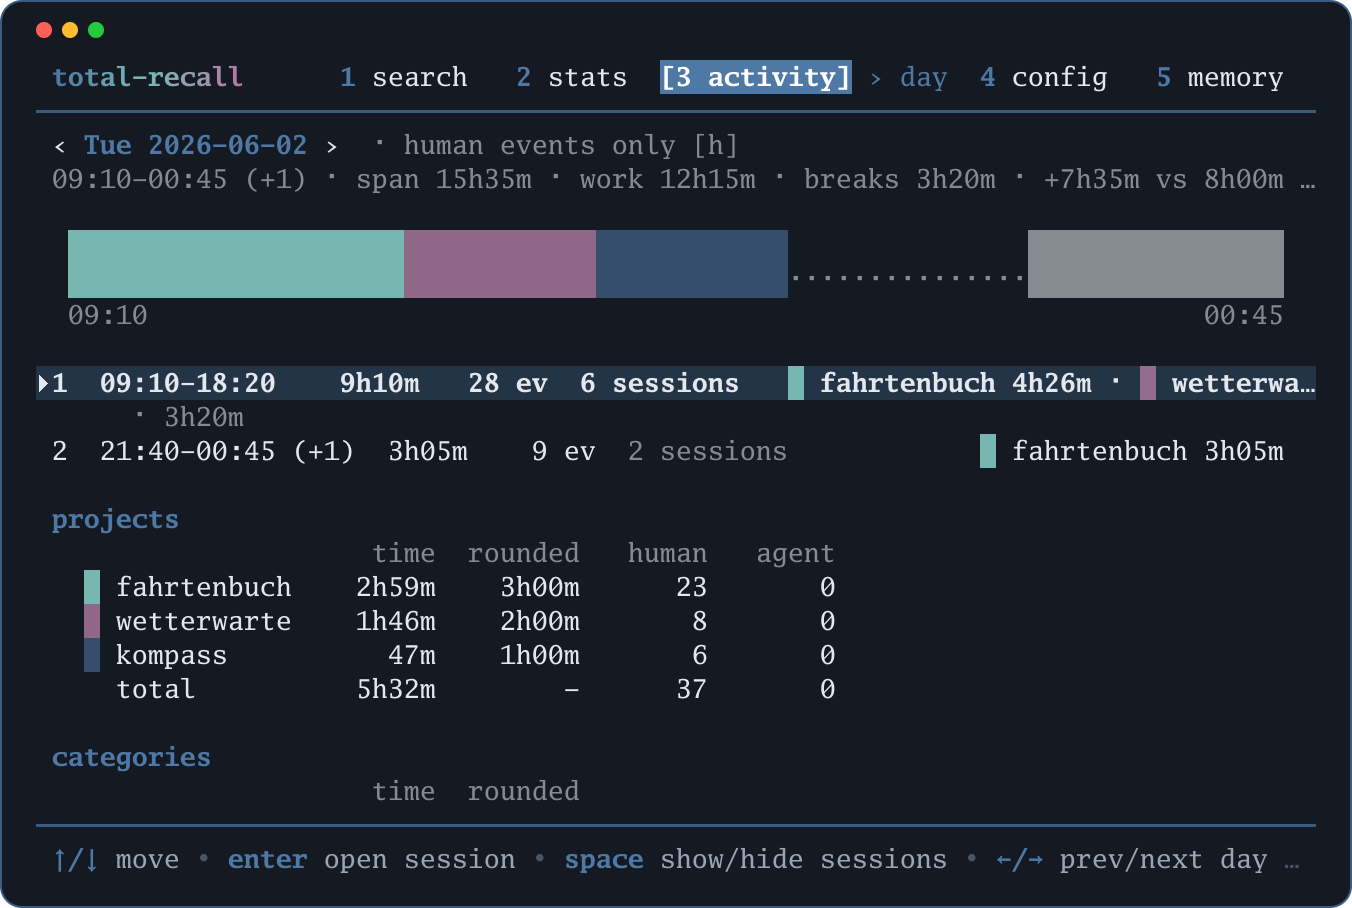 total-recall 1 search 2 stats [3 activity] › day 4 config 5 memory
‹ Tue 2026-06-02 › · human events only [h]
09:10-00:45 (+1) · span 15h35m · work 12h15m · breaks 3h20m · +7h35m vs 8h00m …
09:10 00:45
▸1 09:10-18:20 9h10m 28 ev 6 sessions fahrtenbuch 4h26m · wetterwa…
· 3h20m
2 21:40-00:45 (+1) 3h05m 9 ev 2 sessions fahrtenbuch 3h05m
projects
time rounded human agent
fahrtenbuch 2h59m 3h00m 23 0
wetterwarte 1h46m 2h00m 8 0
kompass 47m 1h00m 6 0
total 5h32m – 37 0
categories
time rounded
↑/↓ move • enter open session • space show/hide sessions • ←/→ prev/next day …